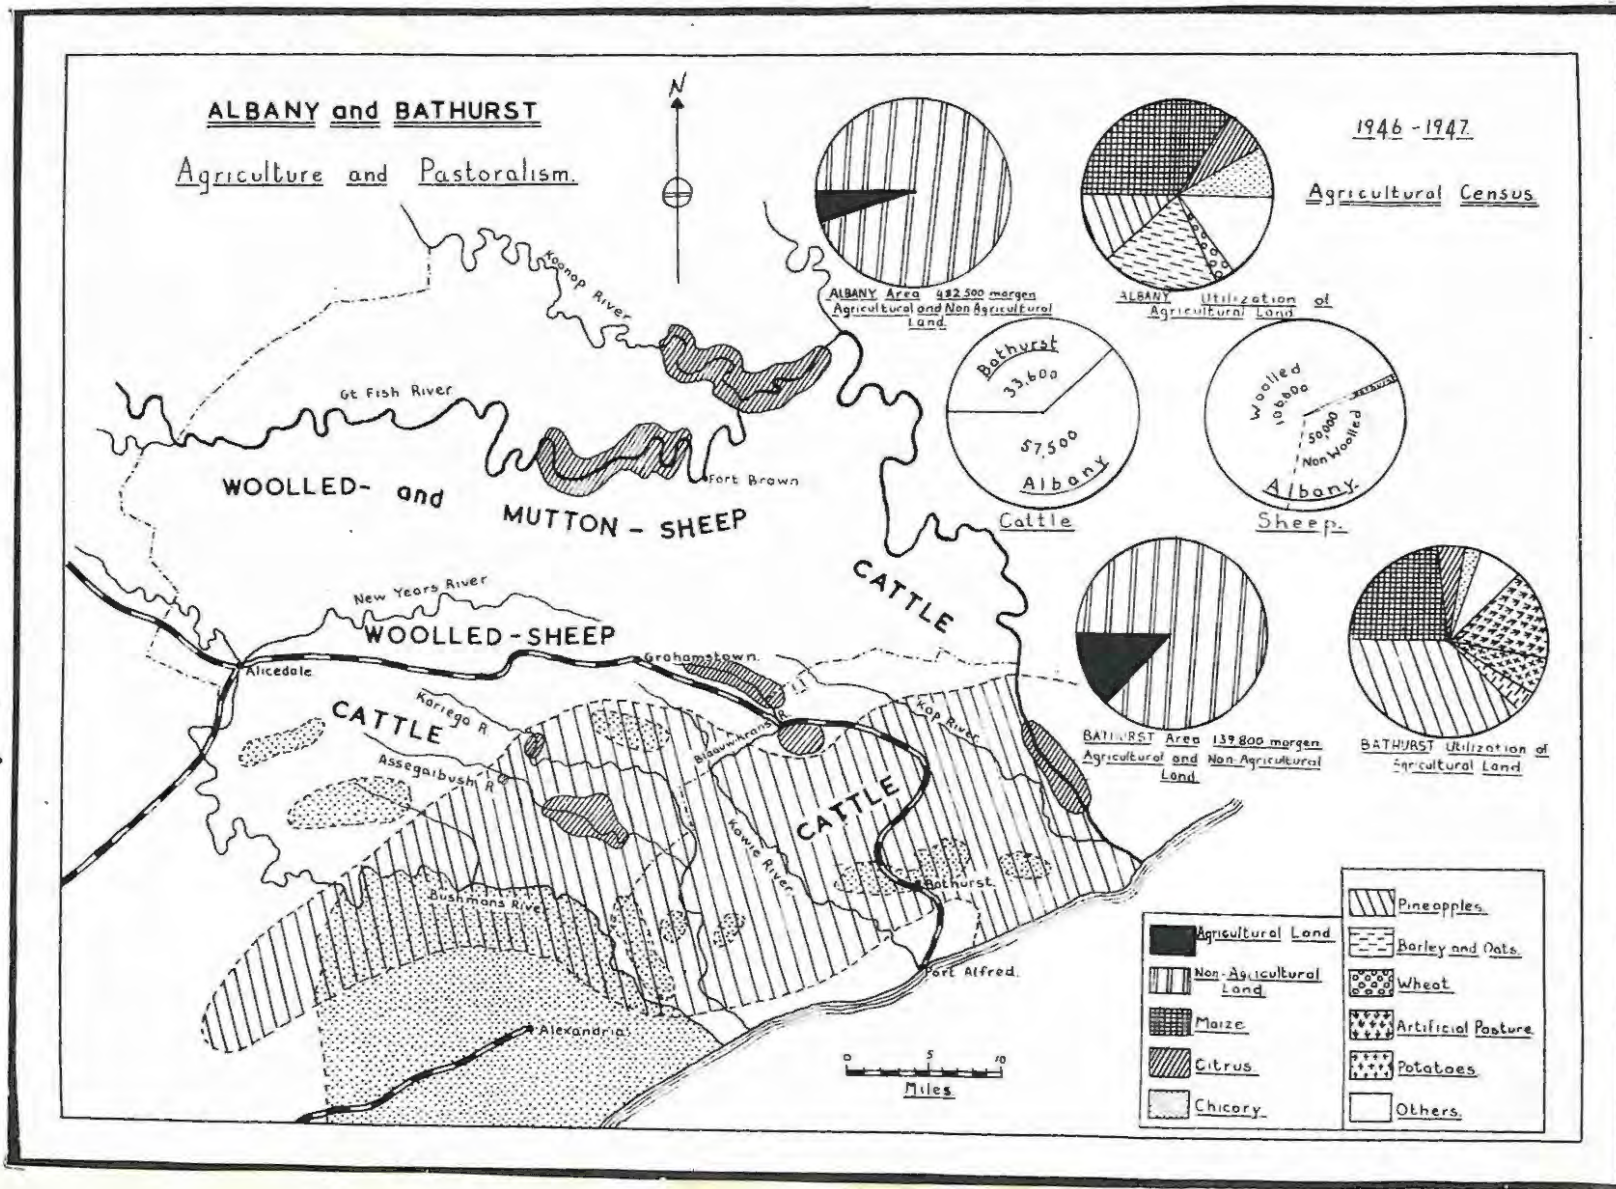 ALBANY and BATHURST
Agriculture and Pastoralism.
N
1946 - 1947.
Agricultural Census.
ALBANY Area 482,500 morgen
Agricultural and Non Agricultural
Land.
ALBANY Utilization of
Agricultural Land
Bathurst
33,600
57,500
Albany
Cattle
Woolled
100,600
Bathurst
50,000
Non Woolled
Albany.
Sheep.
BATHURST Area 139,800 morgen
Agricultural and Non-Agricultural
Land.
BATHURST Utilization of
Agricultural Land
Koonap River
Gt Fish River
Fort Brown
WOOLLED- and
MUTTON - SHEEP
CATTLE
New Years River
WOOLLED - SHEEP
Grahamstown.
Alicedale
Kariega R.
CATTLE
Assegaibush R.
Blaauwkrans R.
Kap River
CATTLE
Kowie River
Bushmans River
Bathurst.
Port Alfred.
Alexandria.
0 5 10
Miles
Agricultural Land
Non-Agricultural
Land
Maize
Citrus
Chicory
Pineapples
Barley and Oats.
Wheat
Artificial Pasture
Potatoes
Others.